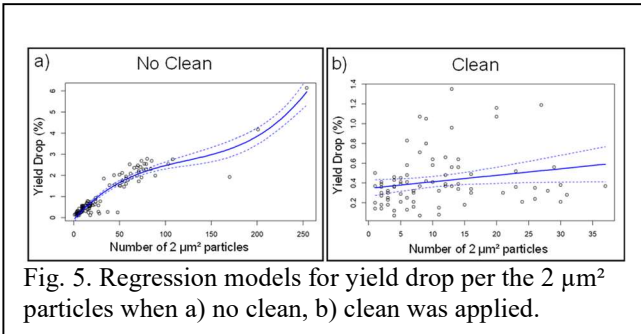 a) No Clean
Yield Drop (%)
6
5
4
3
2
1
0
0 50 100 150 200 250
Number of 2 µm² particles
b) Clean
Yield Drop (%)
1.4
1.2
1.0
0.8
0.6
0.4
0.2
0 5 10 15 20 25 30 35
Number of 2 µm² particles
Fig. 5. Regression models for yield drop per the 2 µm²
particles when a) no clean, b) clean was applied.